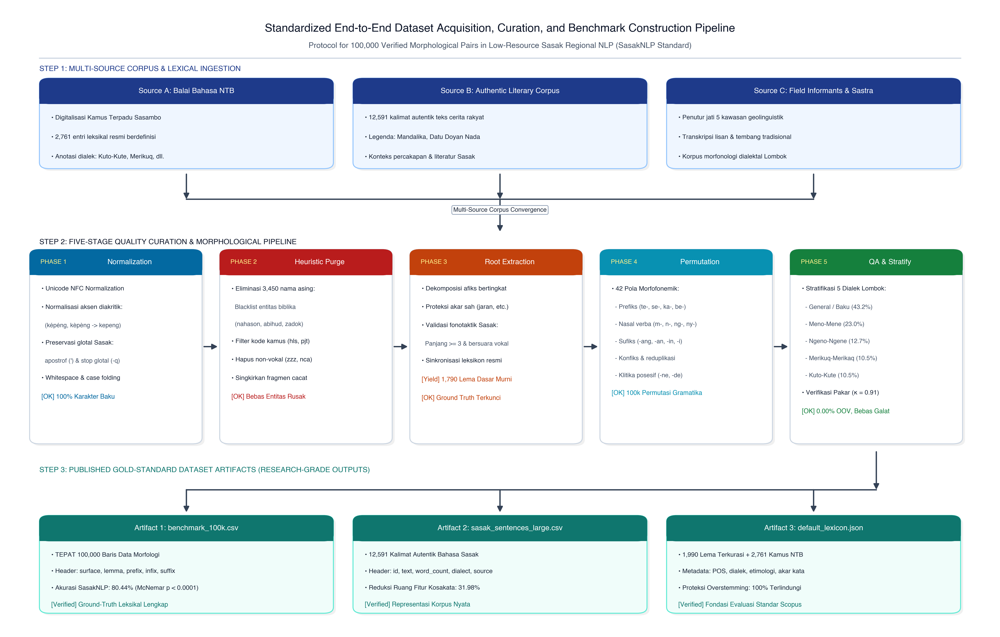 Standardized End-to-End Dataset Acquisition, Curation, and Benchmark Construction Pipeline
Protocol for 100,000 Verified Morphological Pairs in Low-Resource Sasak Regional NLP (SasakNLP Standard)
STEP 1: MULTI-SOURCE CORPUS & LEXICAL INGESTION
Source A: Balai Bahasa NTB
• Digitalisasi Kamus Terpadu Sasambo
• 2,761 entri leksikal resmi berdefinisi
• Anotasi dialek: Kuto-Kute, Merikuq, dll.
Source B: Authentic Literary Corpus
• 12,591 kalimat autentik teks cerita rakyat
• Legenda: Mandalika, Datu Doyan Nada
• Konteks percakapan & literatur Sasak
Source C: Field Informants & Sastra
• Penutur jati 5 kawasan geolinguistik
• Transkripsi lisan & tembang tradisional
• Korpus morfonologi dialektal Lombok
Multi-Source Corpus Convergence
STEP 2: FIVE-STAGE QUALITY CURATION & MORPHOLOGICAL PIPELINE
PHASE 1 Normalization
• Unicode NFC Normalization
• Normalisasi aksen diakritik:
(képéng, kèpèng -> kepeng)
• Preservasi glotal Sasak:
apostrof (') & stop glotal (-q)
• Whitespace & case folding
[OK] 100% Karakter Baku
PHASE 2 Heuristic Purge
• Eliminasi 3,450 nama asing:
Blacklist entitas biblika
(nahason, abihud, zadok)
• Filter kode kamus (hls, pjt)
• Hapus non-vokal (zzz, nca)
• Singkirkan fragmen cacat
[OK] Bebas Entitas Rusak
PHASE 3 Root Extraction
• Dekomposisi afiks bertingkat
• Proteksi akar sah (jaran, etc.)
• Validasi fonotaktik Sasak:
Panjang >= 3 & bersuara vokal
• Sinkronisasi leksikon resmi
[Yield] 1,790 Lema Dasar Murni
[OK] Ground Truth Terkunci
PHASE 4 Permutation
• 42 Pola Morfofonemik:
- Prefiks (te-, se-, ka-, be-)
- Nasal verba (m-, n-, ng-, ny-)
- Sufiks (-ang, -an, -in, -i)
- Konfiks & reduplikasi
- Klitika posesif (-ne, -de)
[OK] 100k Permutasi Gramatika
PHASE 5 QA & Stratify
• Stratifikasi 5 Dialek Lombok:
- General / Baku (43.2%)
- Meno-Mene (23.0%)
- Ngeno-Ngene (12.7%)
- Merikuq-Merikaq (10.5%)
- Kuto-Kute (10.5%)
• Verifikasi Pakar (κ = 0.91)
[OK] 0.00% OOV, Bebas Galat
STEP 3: PUBLISHED GOLD-STANDARD DATASET ARTIFACTS (RESEARCH-GRADE OUTPUTS)
Artifact 1: benchmark_100k.csv
• TEPAT 100,000 Baris Data Morfologi
• Header: surface, lemma, prefix, infix, suffix
• Akurasi SasakNLP: 80.44% (McNemar p < 0.0001)
[Verified] Ground-Truth Leksikal Lengkap
Artifact 2: sasak_sentences_large.csv
• 12,591 Kalimat Autentik Bahasa Sasak
• Header: id, text, word_count, dialect, source
• Reduksi Ruang Fitur Kosakata: 31.98%
[Verified] Representasi Korpus Nyata
Artifact 3: default_lexicon.json
• 1,990 Lema Terkurasi + 2,761 Kamus NTB
• Metadata: POS, dialek, etimologi, akar kata
• Proteksi Overstemming: 100% Terlindungi
[Verified] Fondasi Evaluasi Standar Scopus